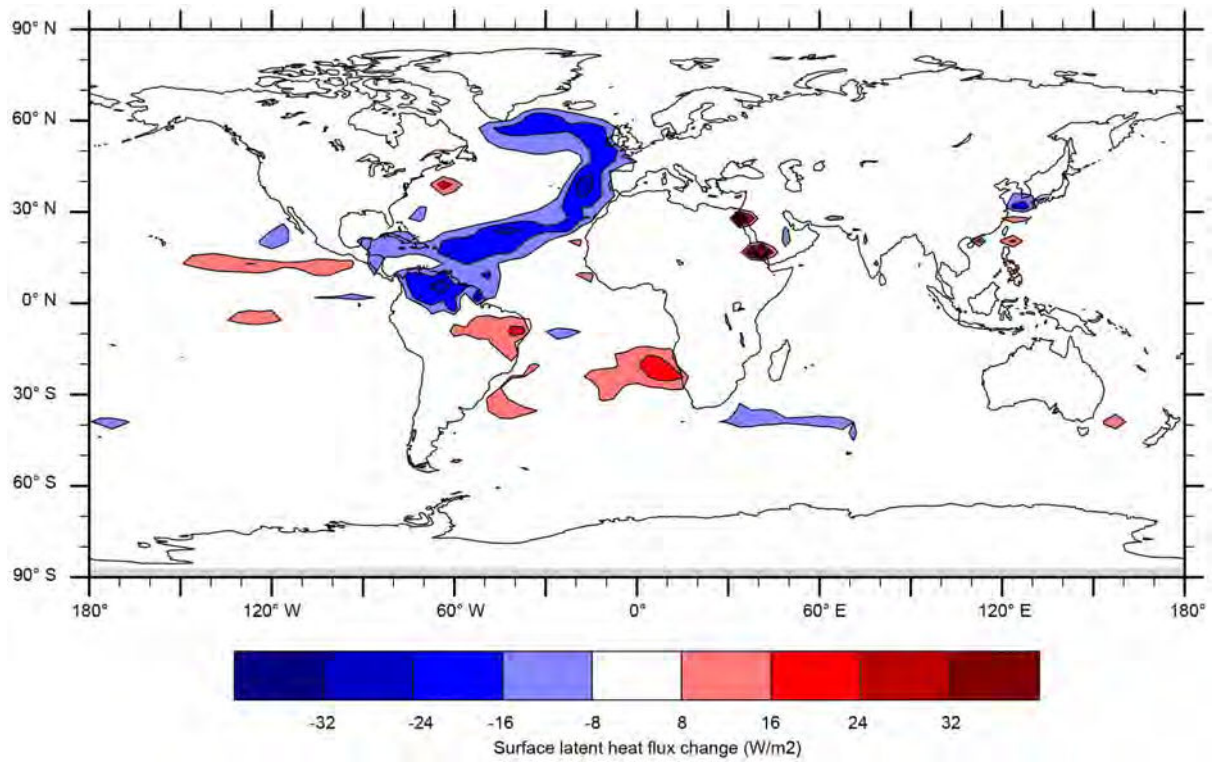 90° N
60° N
30° N
0° N
30° S
60° S
90° S
180° 120° W 60° W 0° 60° E 120° E 180°
-32 -24 -16 -8 8 16 24 32
Surface latent heat flux change (W/m2)